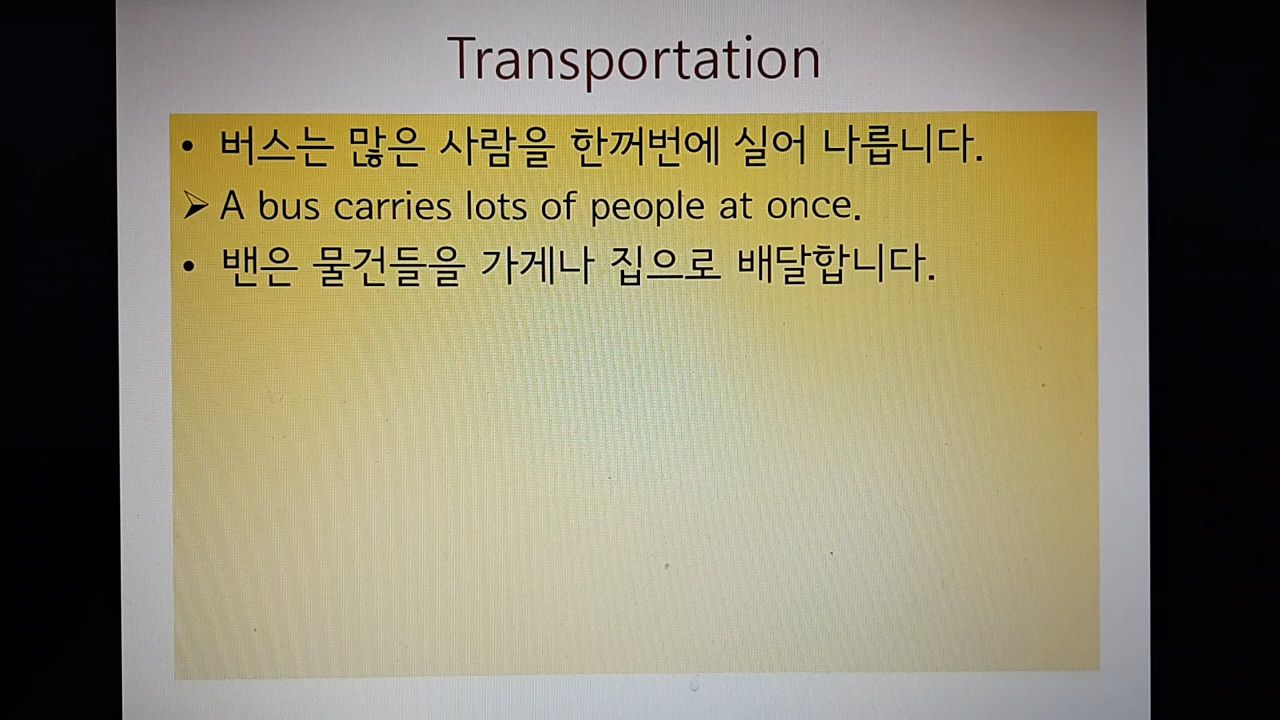 Transportation
• 버스는 많은 사람을 한꺼번에 실어 나릅니다.
➢ A bus carries lots of people at once.
• 밴은 물건들을 가게나 집으로 배달합니다.